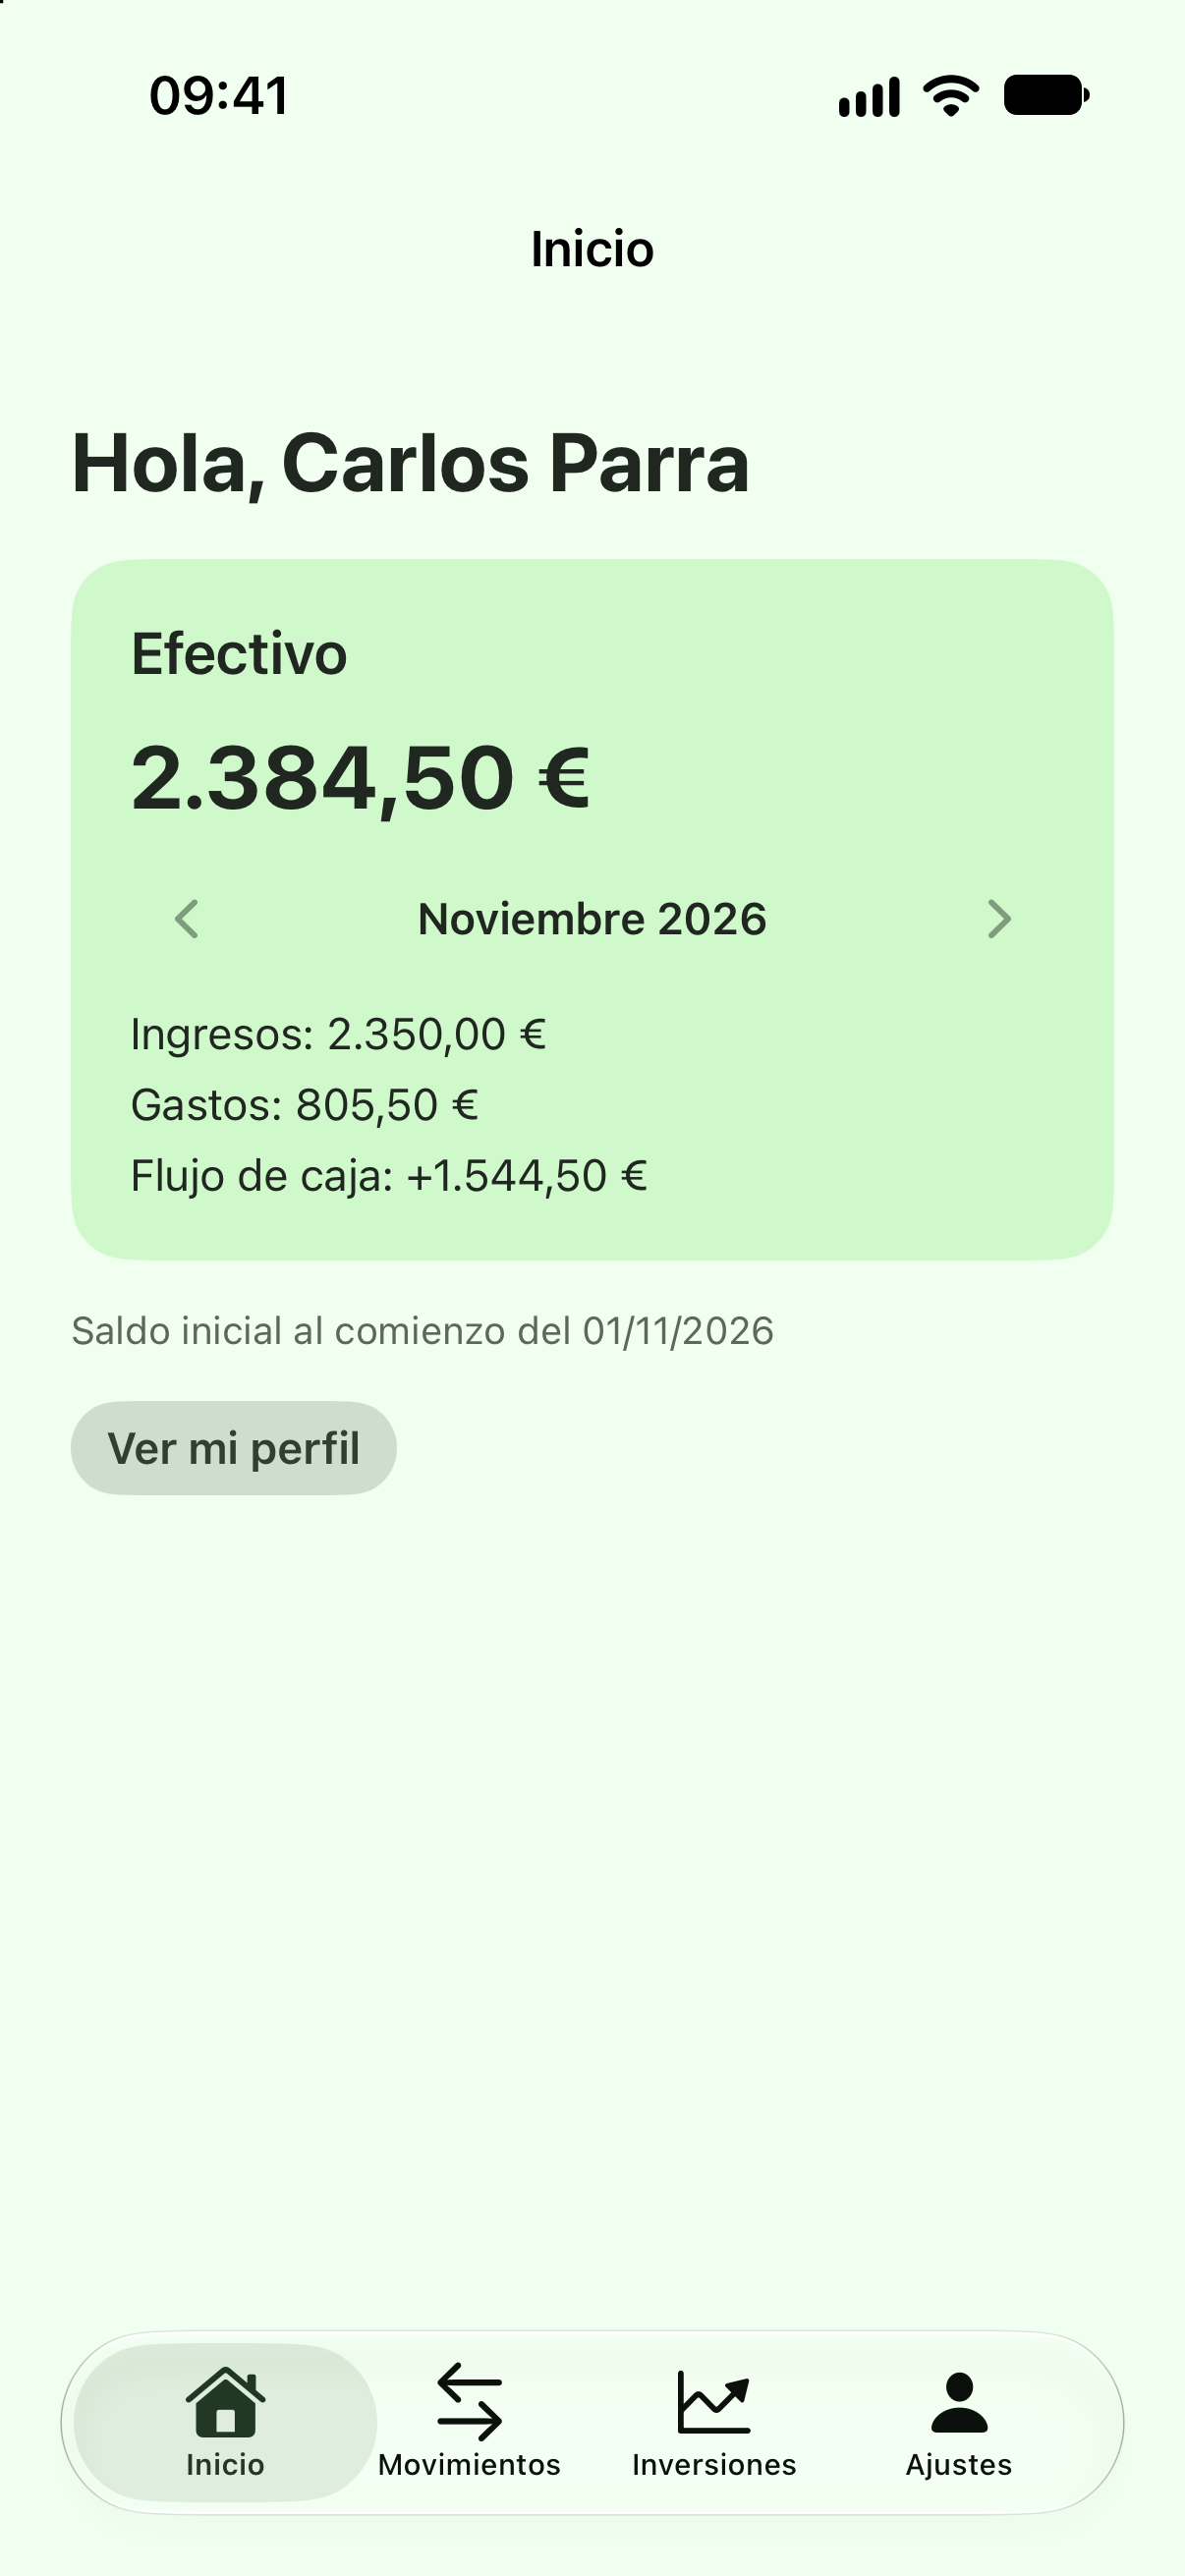 09:41
Inicio
Hola, Carlos Parra
Efectivo
2.384,50 €
Noviembre 2026
Ingresos: 2.350,00 €
Gastos: 805,50 €
Flujo de caja: +1.544,50 €
Saldo inicial al comienzo del 01/11/2026
Ver mi perfil
Inicio Movimientos Inversiones Ajustes